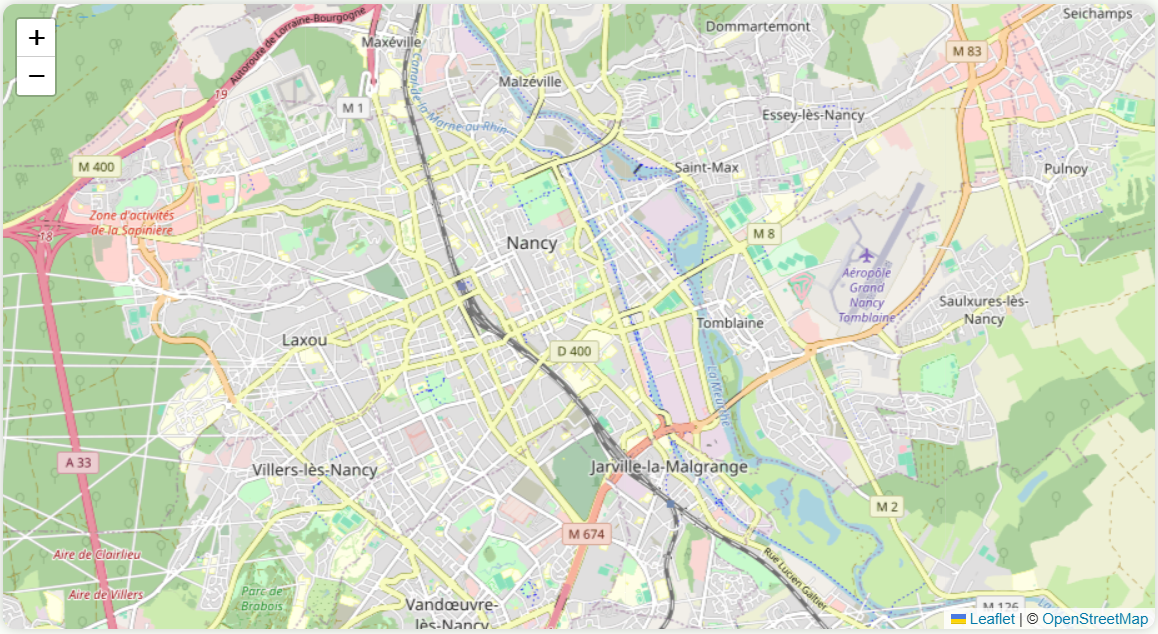 Autoroute de Lorraine-Bourgogne
Dommartemont
Seichamps
+
−
Maxéville
M 83
Malzéville
19
M 1
Canal de la Marne au Rhin
Essey-lès-Nancy
M 400
Saint-Max
Pulnoy
Zone d'activités
de la Sapinière
18
M 8
Nancy
Aéropôle
Grand
Nancy
Tomblaine
Saulxures-lès-
Nancy
Tomblaine
Laxou
D 400
La Meurthe
A 33
Villers-lès-Nancy
Jarville-la-Malgrange
M 2
M 674
Aire de Clairlieu
Rue Lucien Galtier
Aire de Villers
Parc de
Brabois
Vandœuvre-
lès-Nancy
M 126
Leaflet | © OpenStreetMap